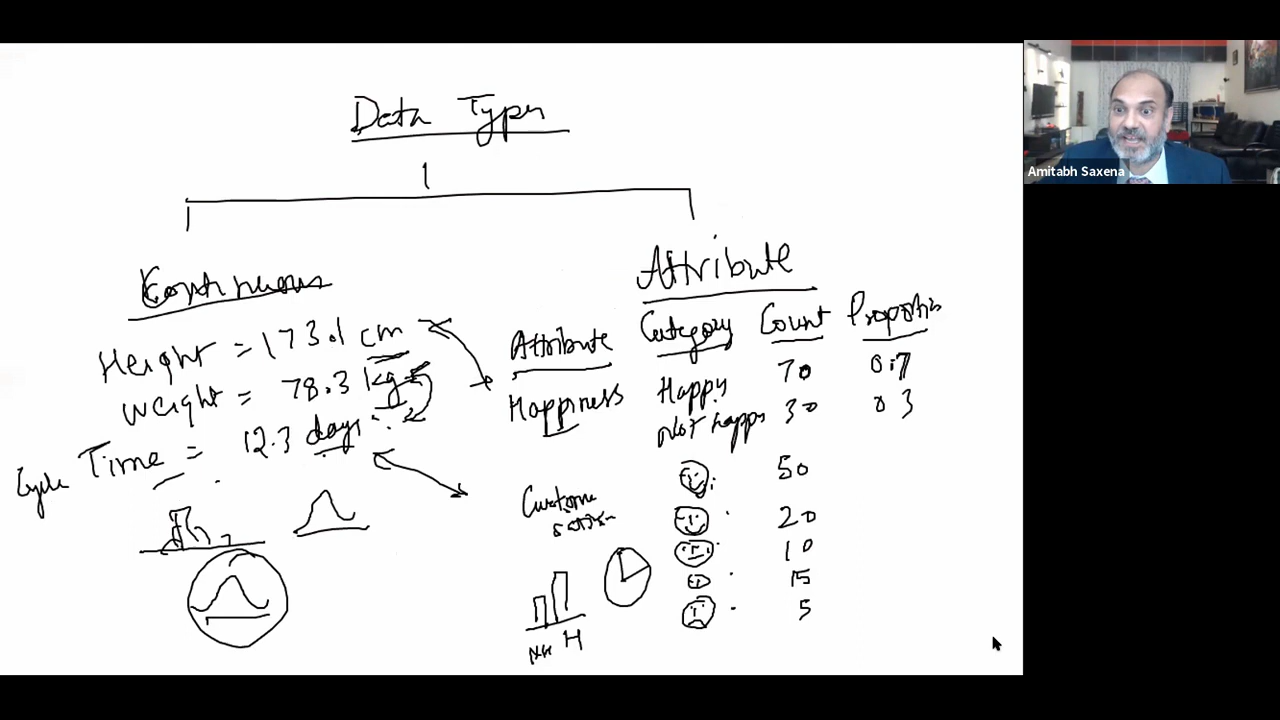 Data Types
Continuous
Attribute
Height = 173.1 cm
Weight = 78.3 kg
Cycle Time = 12.3 days
Attribute Category Count Proportion
Happiness Happy 70 0.7
Not happy 30 0 3
Customer
50
20
10
15
5
H
Amitabh Saxena